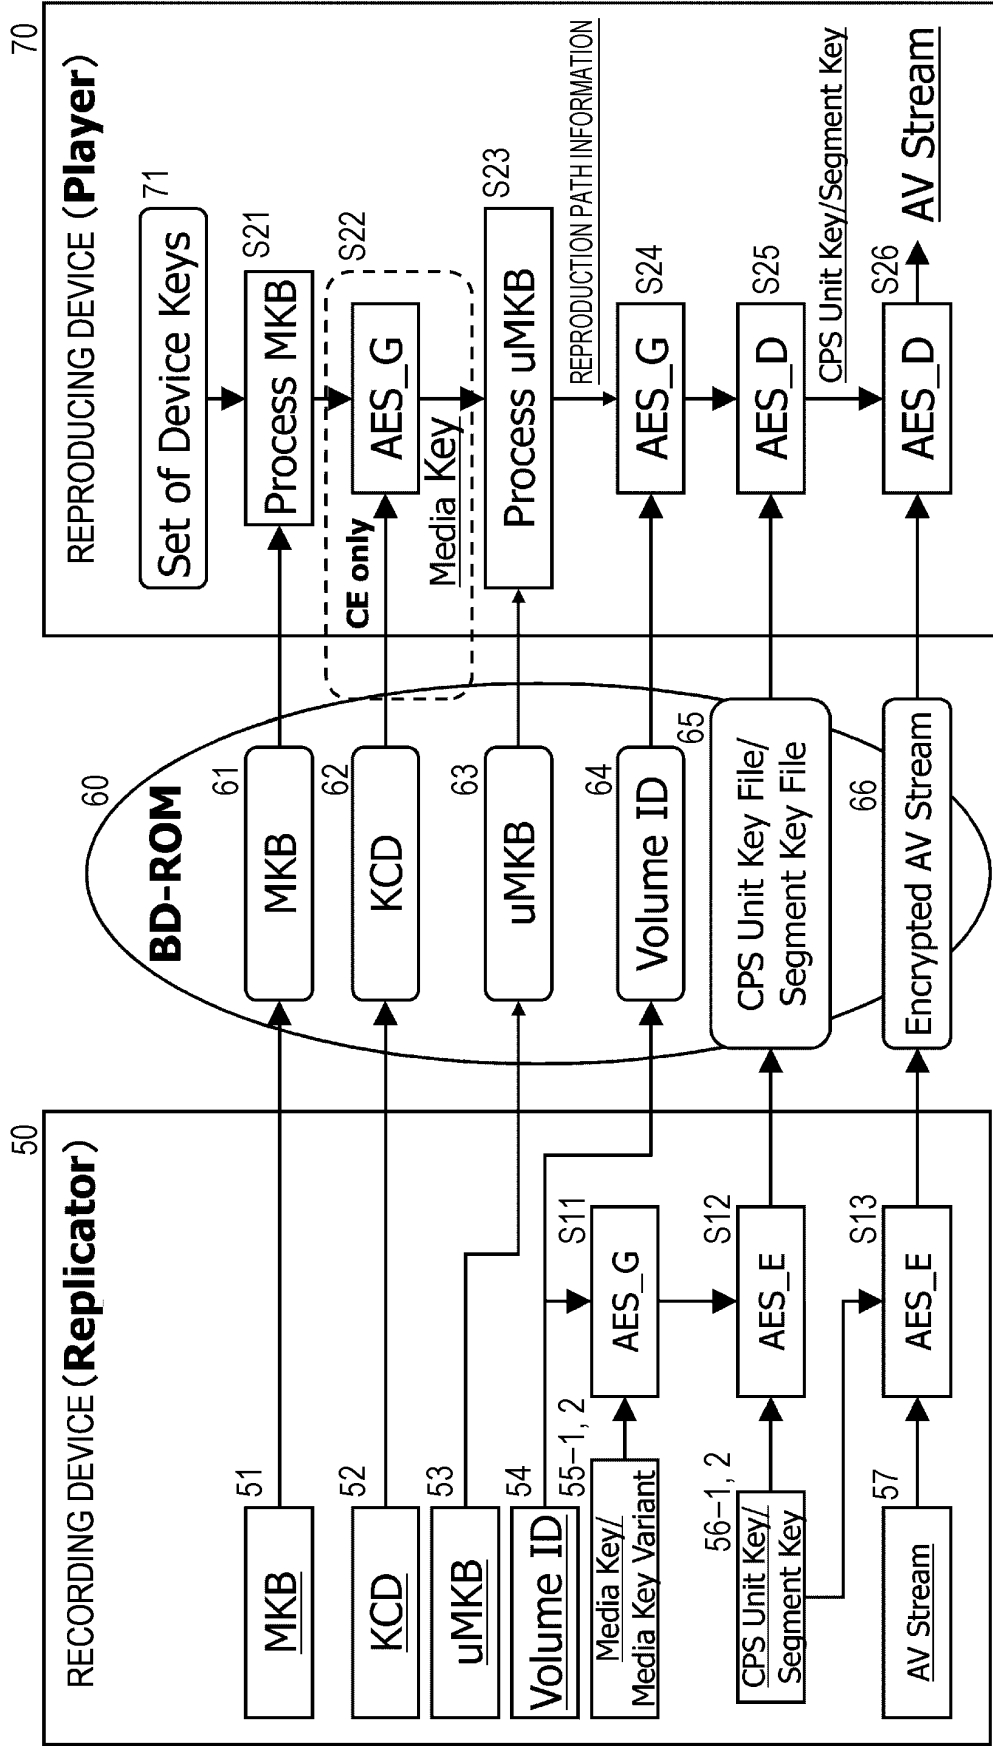 RECORDING DEVICE (Replicator)
50
MKB
51
KCD
52
uMKB
53
Volume ID
54
Media Key/
Media Key Variant
55–1, 2
AES_G
S11
CPS Unit Key/
Segment Key
56–1, 2
AES_E
S12
AV Stream
57
AES_E
S13
60
BD-ROM
MKB
61
KCD
62
uMKB
63
Volume ID
64
CPS Unit Key File/
Segment Key File
65
Encrypted AV Stream
66
REPRODUCING DEVICE (Player)
70
Set of Device Keys
71
Process MKB
S21
CE only
AES_G
S22
Media Key
Process uMKB
S23
REPRODUCTION PATH INFORMATION
AES_G
S24
AES_D
S25
CPS Unit Key/Segment Key
AES_D
S26
AV Stream